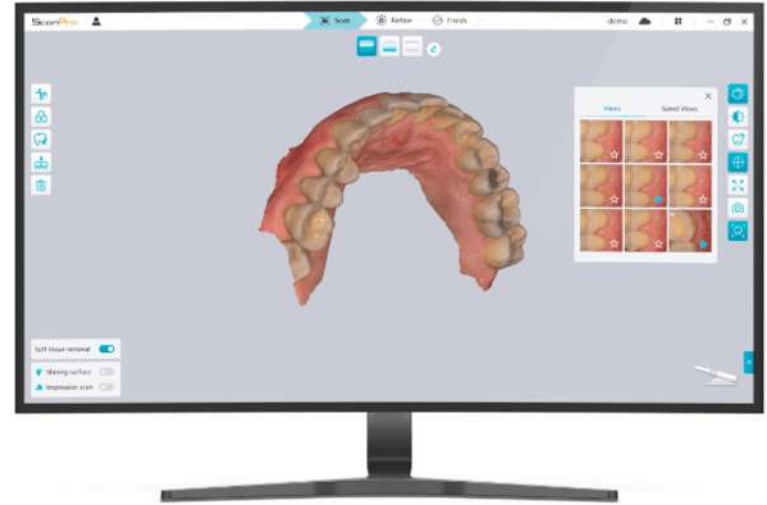 ScanPro
Scan
Refine
Finish
demo
Views
Saved Views
Soft tissue removal
Shining surface
Impression scan